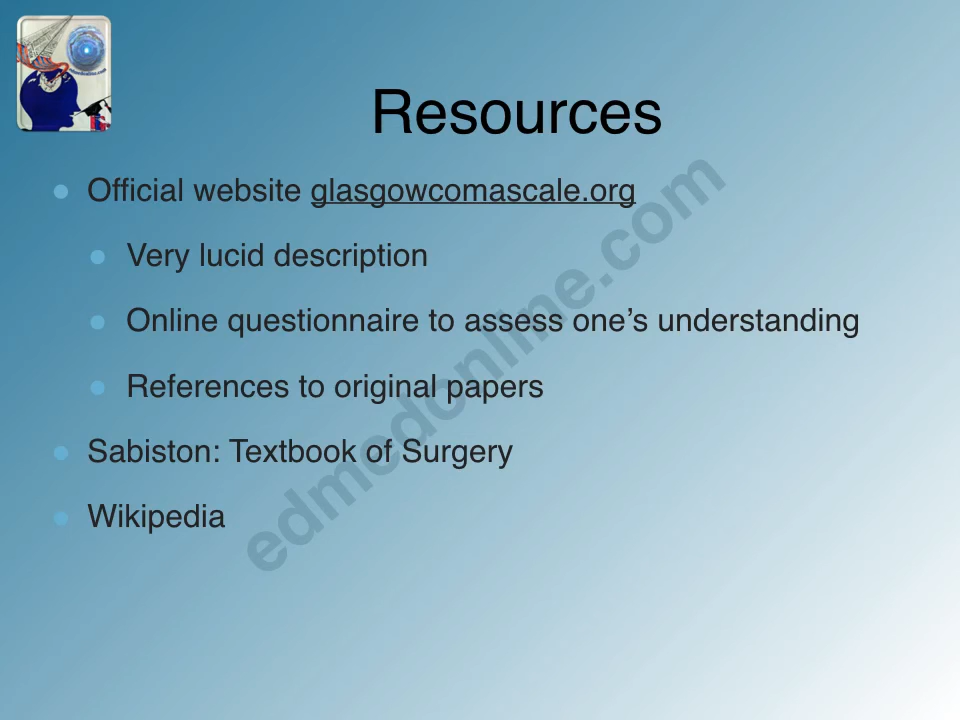 Resources
Official website glasgowcomascale.org
Very lucid description
Online questionnaire to assess one’s understanding
References to original papers
Sabiston: Textbook of Surgery
Wikipedia
edmedonline.com